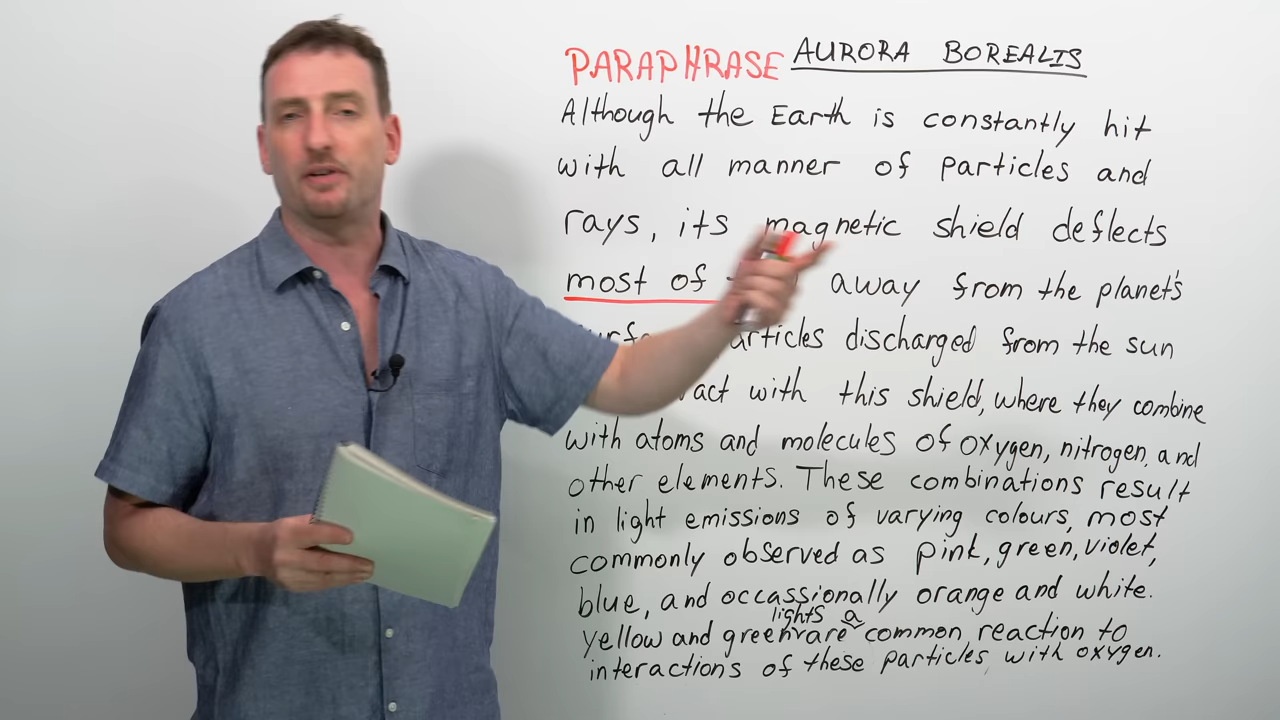 PARAPHRASE AURORA BOREALIS
Although the Earth is constantly hit
with all manner of particles and
rays, its magnetic shield deflects
most of away from the planet's
discharged from the sun
with this shield, where they combine
with atoms and molecules of oxygen, nitrogen, and
other elements. These combinations result
in light emissions of varying colours, most
commonly observed as pink, green, violet,
blue, and occassionally orange and white.
lights a
yellow and green are common reaction to
interactions of these particles with oxygen.